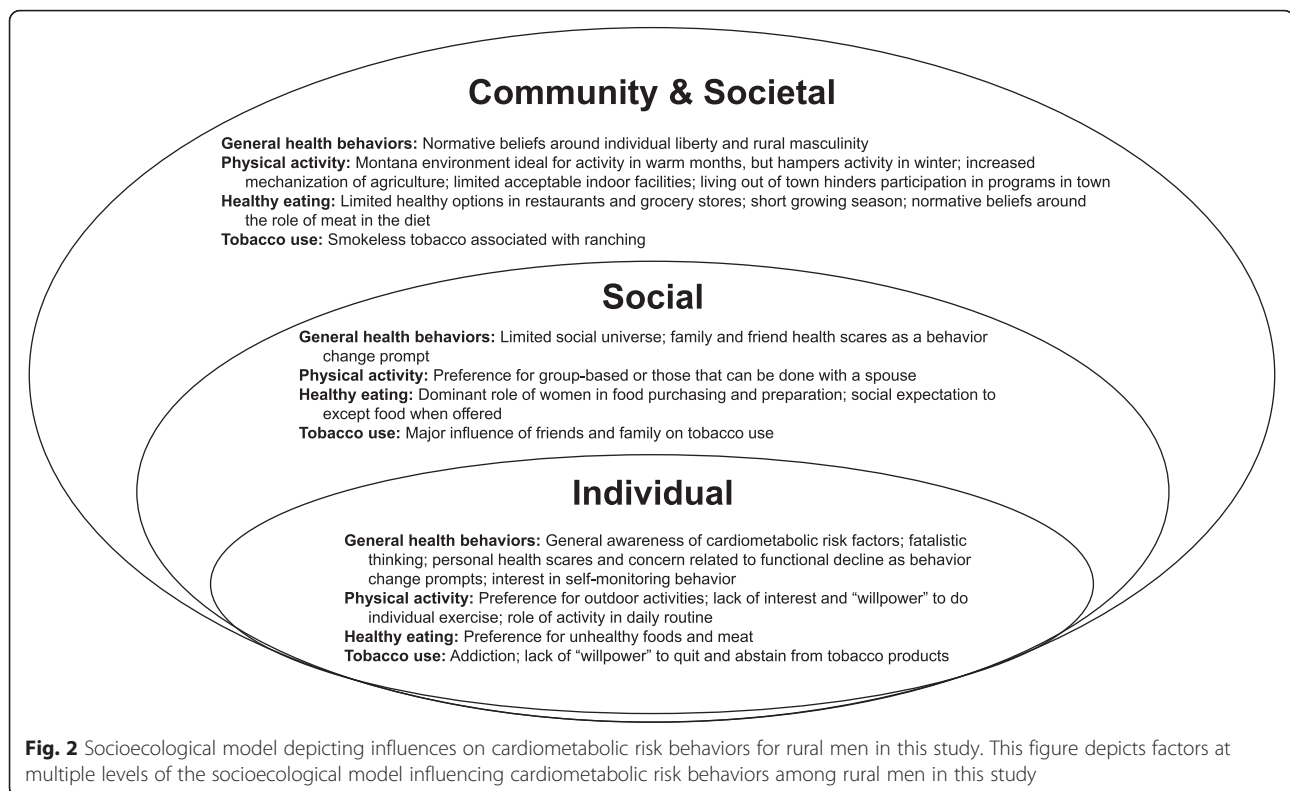 Community & Societal
General health behaviors: Normative beliefs around individual liberty and rural masculinity
Physical activity: Montana environment ideal for activity in warm months, but hampers activity in winter; increased
mechanization of agriculture; limited acceptable indoor facilities; living out of town hinders participation in programs in town
Healthy eating: Limited healthy options in restaurants and grocery stores; short growing season; normative beliefs around
the role of meat in the diet
Tobacco use: Smokeless tobacco associated with ranching
Social
General health behaviors: Limited social universe; family and friend health scares as a behavior
change prompt
Physical activity: Preference for group-based or those that can be done with a spouse
Healthy eating: Dominant role of women in food purchasing and preparation; social expectation to
except food when offered
Tobacco use: Major influence of friends and family on tobacco use
Individual
General health behaviors: General awareness of cardiometabolic risk factors; fatalistic
thinking; personal health scares and concern related to functional decline as behavior
change prompts; interest in self-monitoring behavior
Physical activity: Preference for outdoor activities; lack of interest and “willpower” to do
individual exercise; role of activity in daily routine
Healthy eating: Preference for unhealthy foods and meat
Tobacco use: Addiction; lack of “willpower” to quit and abstain from tobacco products
Fig. 2 Socioecological model depicting influences on cardiometabolic risk behaviors for rural men in this study. This figure depicts factors at
multiple levels of the socioecological model influencing cardiometabolic risk behaviors among rural men in this study